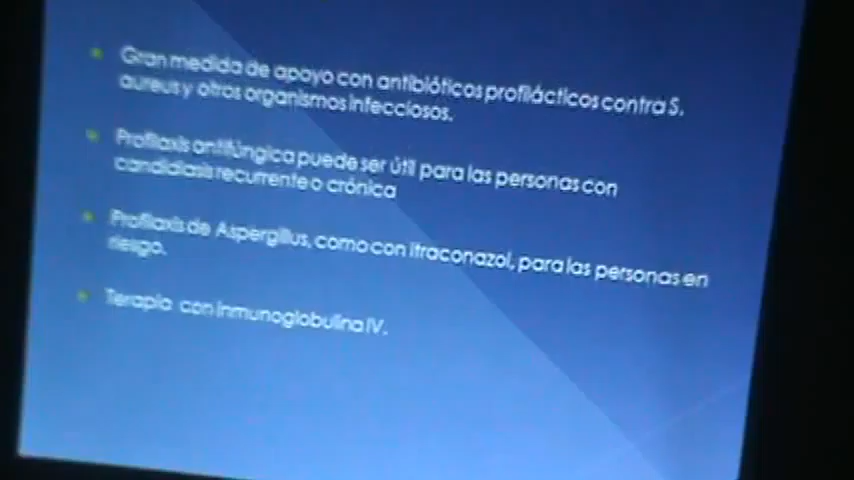 Gran medida de apoyo con antibióticos profilácticos contra S.
aureus y otros organismos infecciosos.
Profilaxis antifúngica puede ser útil para las personas con
candidiasis recurrente o crónica
Profilaxis de Aspergillus, como con itraconazol, para las personas en
riesgo.
Terapia con inmunoglobulina IV.